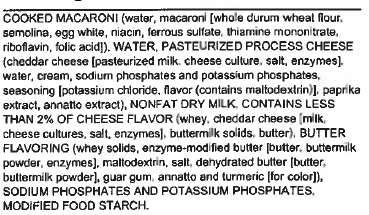 COOKED MACARONI (water, macaroni [whole durum wheat flour,
semolina, egg white, niacin, ferrous sulfate, thiamine mononitrate,
riboflavin, folic acid]). WATER, PASTEURIZED PROCESS CHEESE
(cheddar cheese [pasteurized milk, cheese culture, salt, enzymes],
water, cream, sodium phosphates and potassium phosphates,
seasoning [potassium chloride, flavor (contains maltodextrin)], paprika
extract, annatto extract), NONFAT DRY MILK, CONTAINS LESS
THAN 2% OF CHEESE FLAVOR (whey, cheddar cheese [milk,
cheese cultures, salt, enzymes], buttermilk solids, butter), BUTTER
FLAVORING (whey solids, enzyme-modified butter [butter, buttermilk
powder, enzymes], maltodextrin, salt, dehydrated butter [butter,
buttermilk powder], guar gum, annatto and turmeric [for color]),
SODIUM PHOSPHATES AND POTASSIUM PHOSPHATES,
MODIFIED FOOD STARCH.